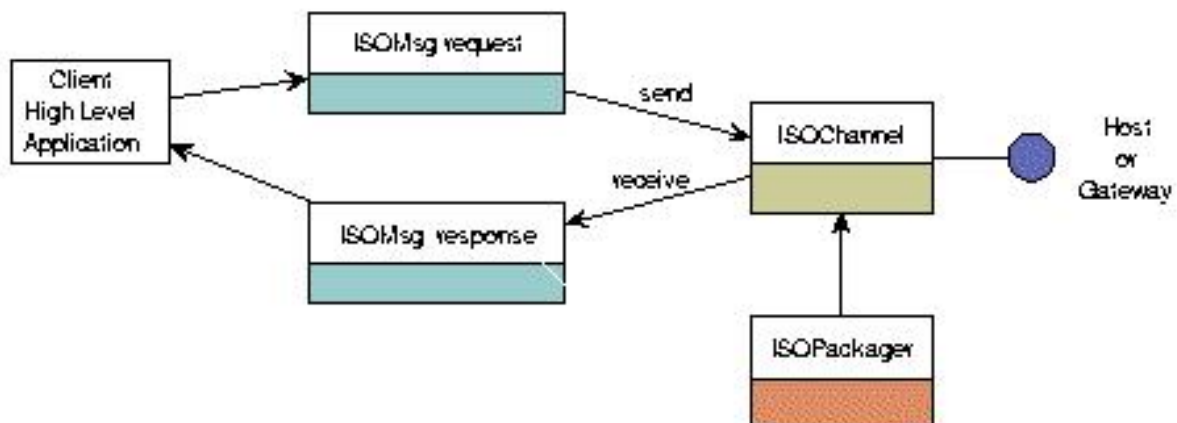 ISOMsg request
Client
High Level
Application
send
ISOChannel
Host
or
Gateway
receive
ISOMsg response
ISOPackager